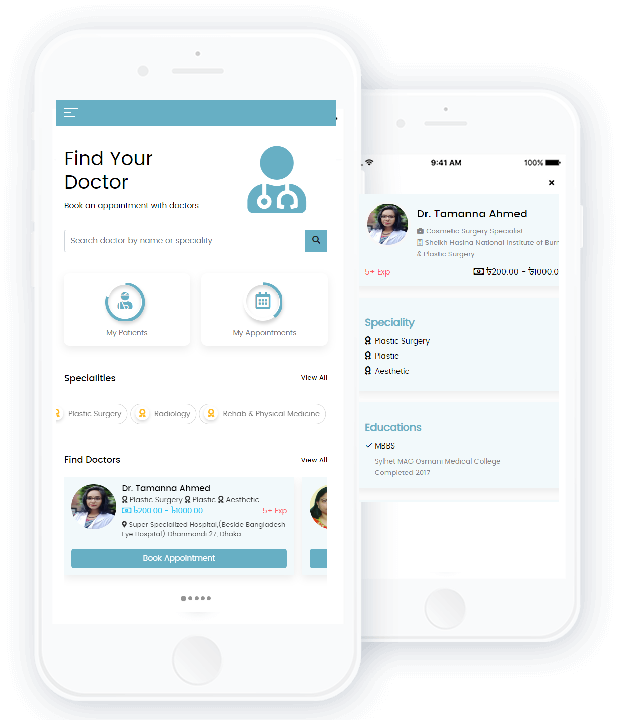 Find Your
Doctor
Book an appointment with doctors
Search doctor by name or speciality
My Patients
My Appointments
Specialities
View All
Plastic Surgery
Radiology
Rehab & Physical Medicine
Find Doctors
View All
Dr. Tamanna Ahmed
Plastic Surgery Plastic Aesthetic
৳200.00 - ৳1000.00
5+ Exp
Super Specialized Hospital,(Beside Bangladesh
Eye Hospital) Dhanmondi 27, Dhaka
Book Appointment
9:41 AM
100%
Dr. Tamanna Ahmed
Cosmetic Surgery Specialist
Sheikh Hasina National Institute of Burn
& Plastic Surgery
5+ Exp
৳200.00 - ৳1000.0
Speciality
Plastic Surgery
Plastic
Aesthetic
Educations
MBBS
Sylhet MAG Osmani Medical College
Completed 2017